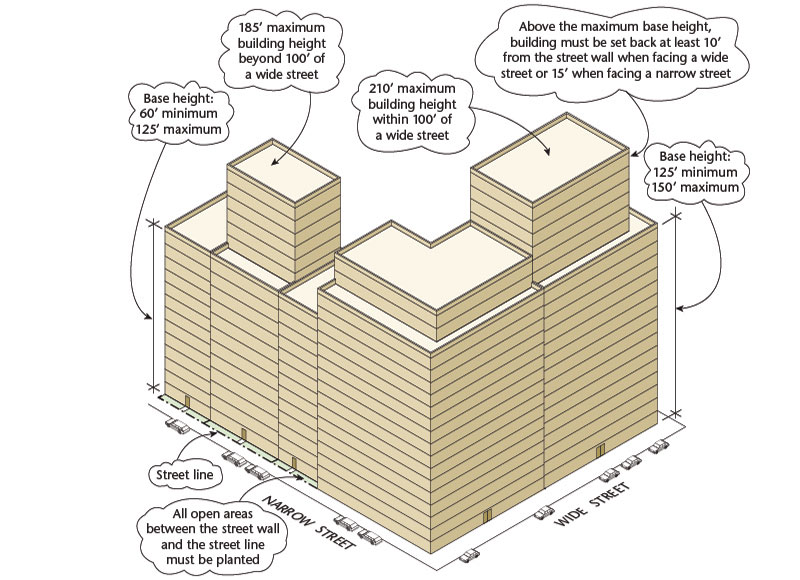 185′ maximum
building height
beyond 100′ of
a wide street
Above the maximum base height,
building must be set back at least 10′
from the street wall when facing a wide
street or 15′ when facing a narrow street
210′ maximum
building height
within 100′ of
a wide street
Base height:
60′ minimum
125′ maximum
Base height:
125′ minimum
150′ maximum
Street line
All open areas
between the street wall
and the street line
must be planted
NARROW STREET
WIDE STREET